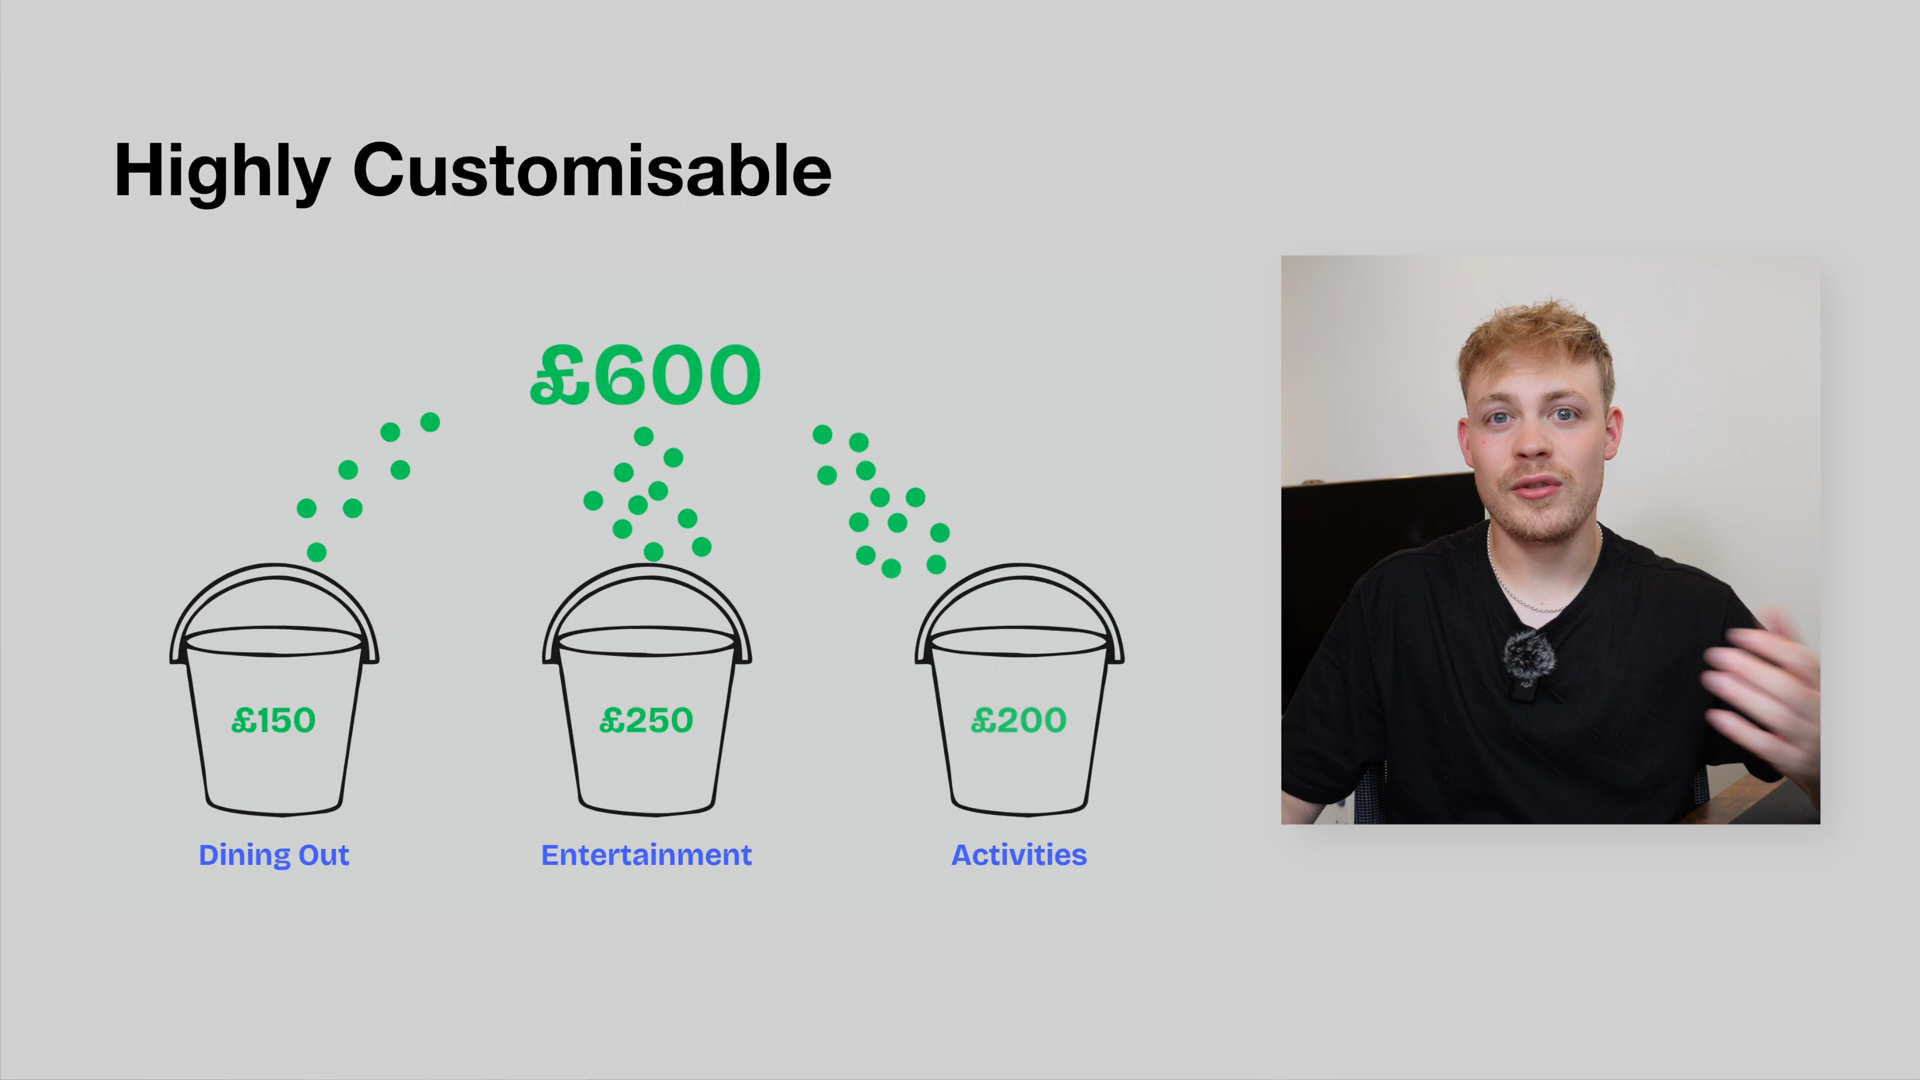 Highly Customisable
£600
£150
£250
£200
Dining Out
Entertainment
Activities